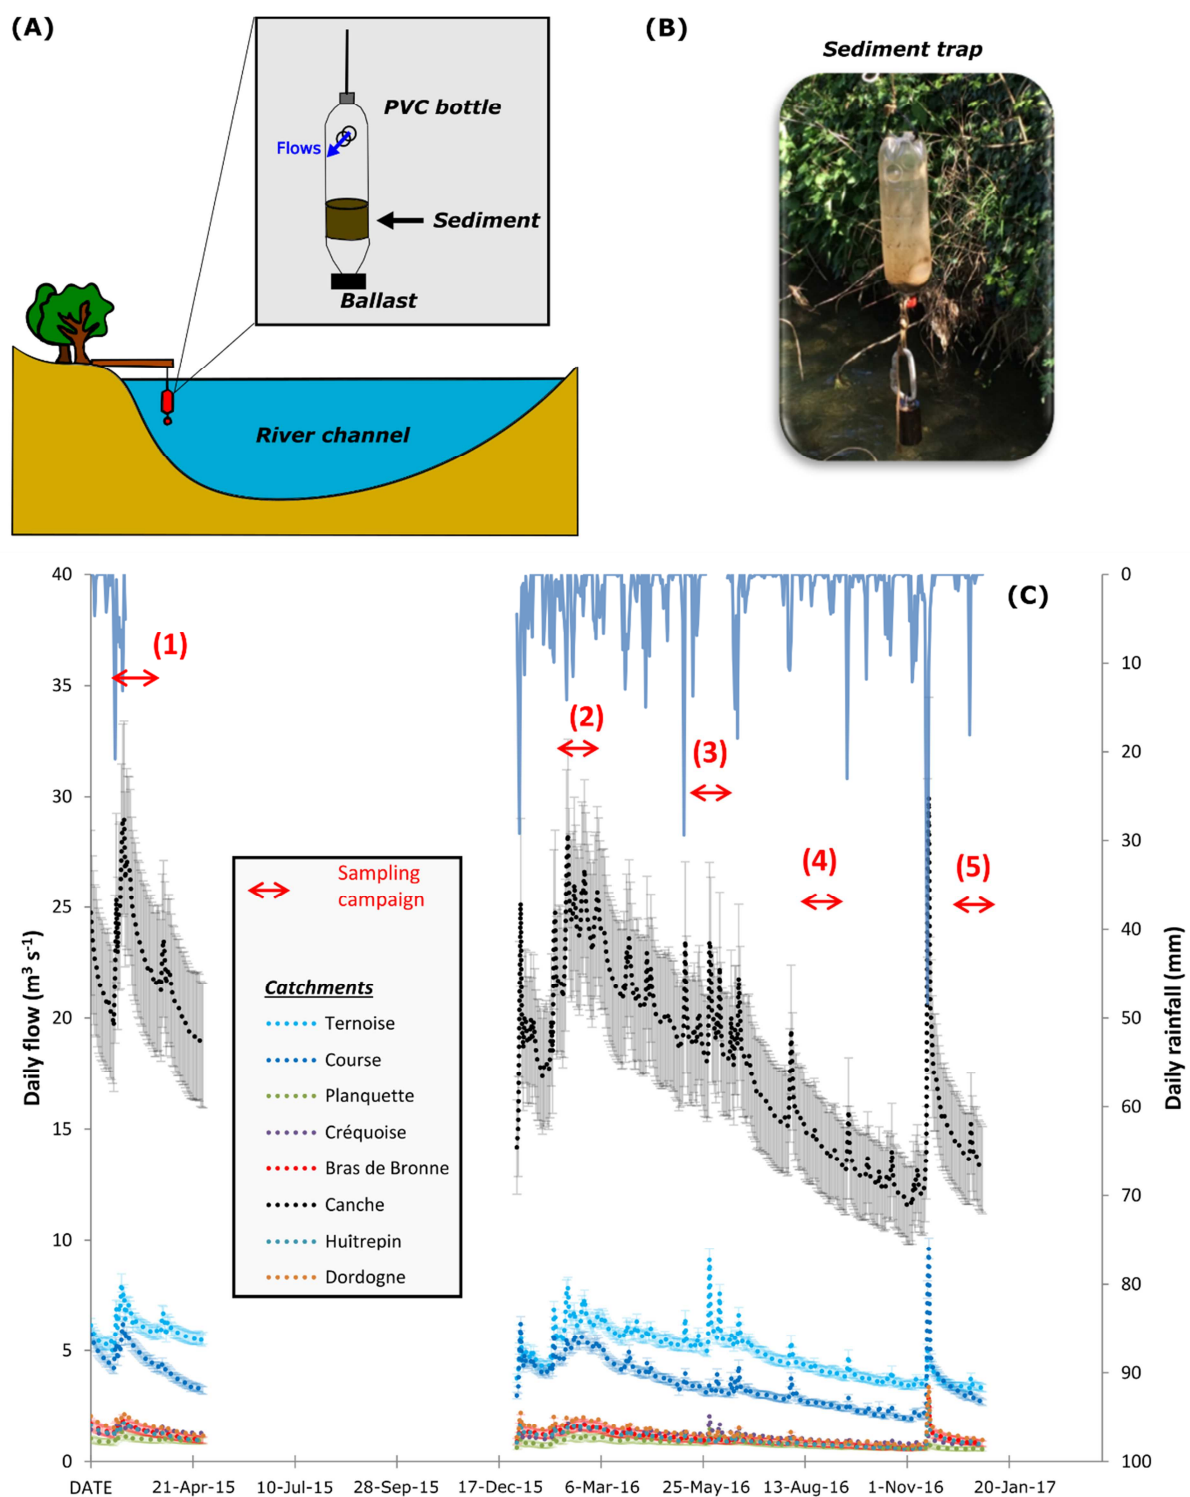 (A)
PVC bottle
Flows
Sediment
Ballast
River channel
(B)
Sediment trap
(C)
40
35
30
25
20
15
10
5
0
Daily flow (m³ s⁻¹)
0
10
20
30
40
50
60
70
80
90
100
Daily rainfall (mm)
(1)
(2)
(3)
(4)
(5)
Sampling
campaign
Catchments
Ternoise
Course
Planquette
Créquoise
Bras de Bronne
Canche
Huîtrepin
Dordogne
DATE 21-Apr-15 10-Jul-15 28-Sep-15 17-Dec-15 6-Mar-16 25-May-16 13-Aug-16 1-Nov-16 20-Jan-17